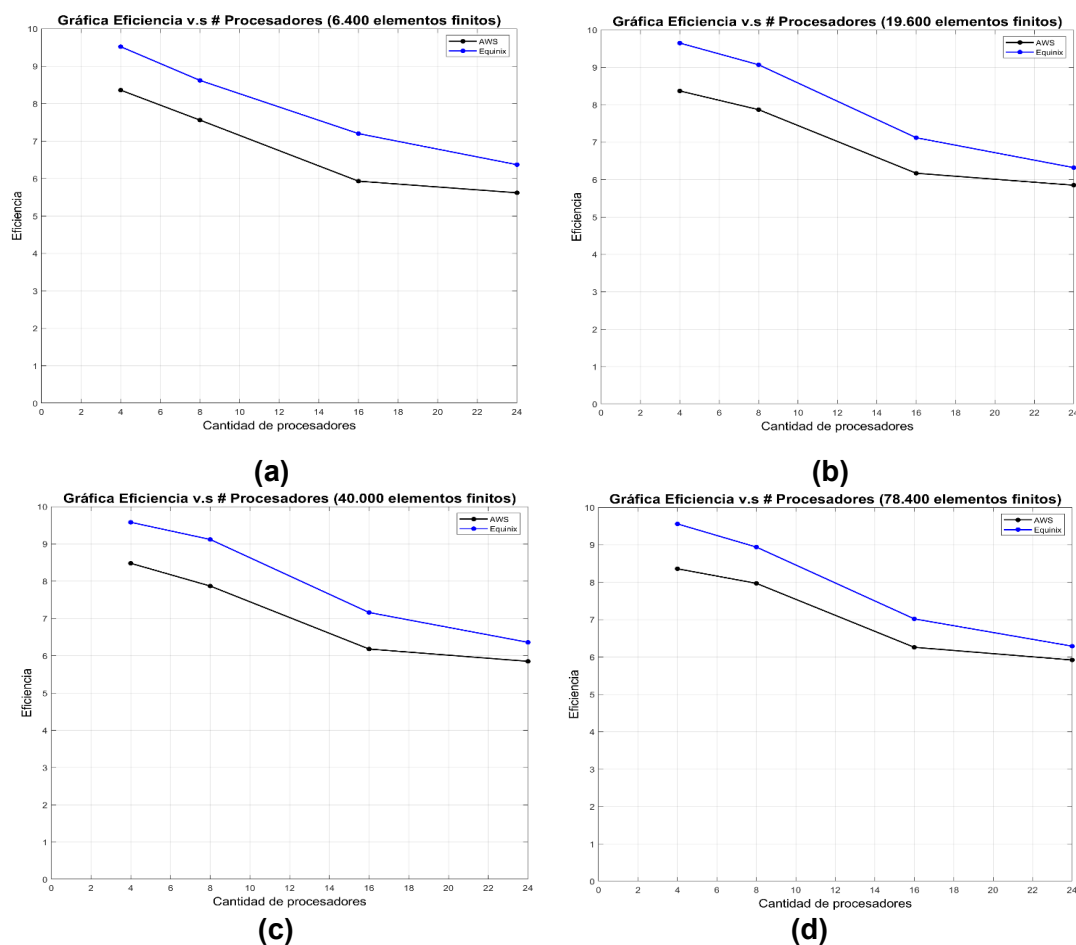 Gráfica Eficiencia v.s # Procesadores (6.400 elementos finitos)
AWS
Equinix
10
9
8
7
6
5
4
3
2
1
0
Eficiencia
0 2 4 6 8 10 12 14 16 18 20 22 24
Cantidad de procesadores
(a)
Gráfica Eficiencia v.s # Procesadores (19.600 elementos finitos)
AWS
Equinix
10
9
8
7
6
5
4
3
2
1
0
Eficiencia
0 2 4 6 8 10 12 14 16 18 20 22 24
Cantidad de procesadores
(b)
Gráfica Eficiencia v.s # Procesadores (40.000 elementos finitos)
AWS
Equinix
10
9
8
7
6
5
4
3
2
1
0
Eficiencia
0 2 4 6 8 10 12 14 16 18 20 22 24
Cantidad de procesadores
(c)
Gráfica Eficiencia v.s # Procesadores (78.400 elementos finitos)
AWS
Equinix
10
9
8
7
6
5
4
3
2
1
0
Eficiencia
0 2 4 6 8 10 12 14 16 18 20 22 24
Cantidad de procesadores
(d)